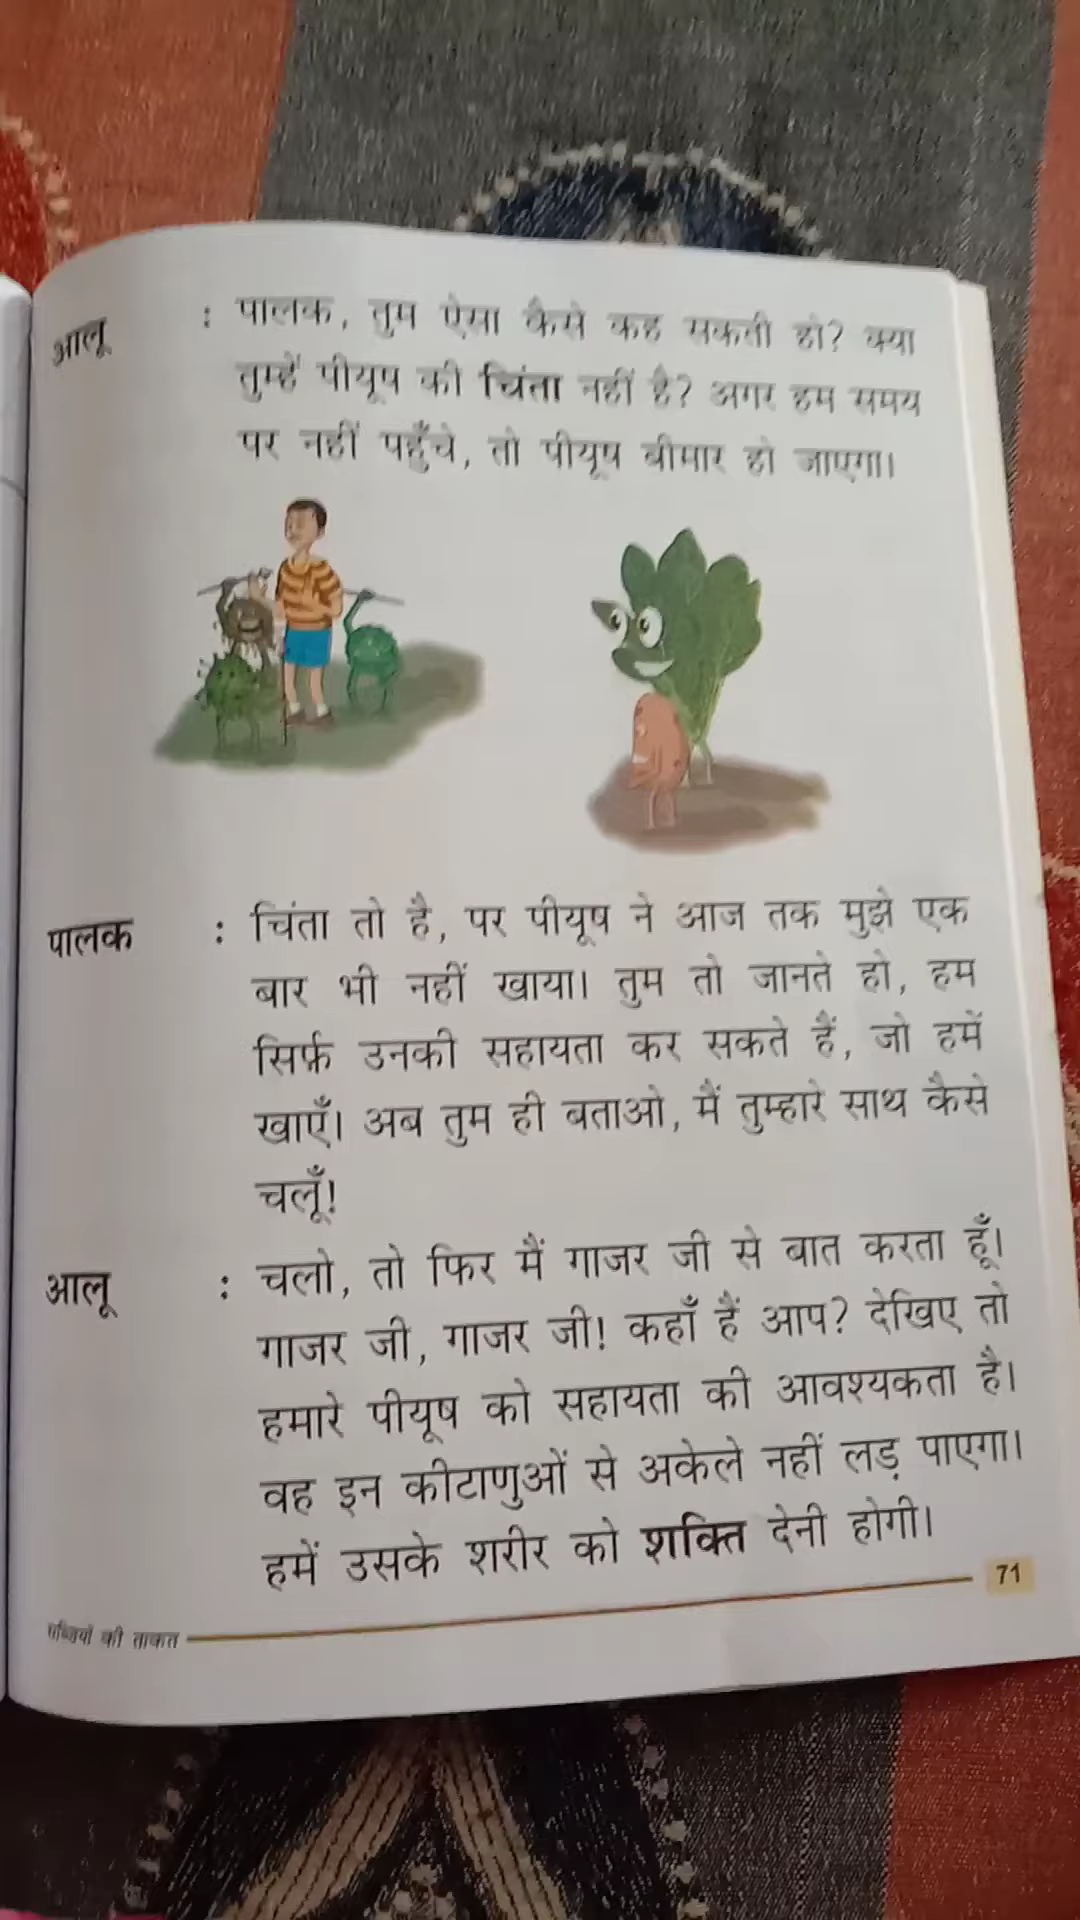 आलू : पालक, तुम ऐसा कैसे कह सकती हो? क्या
तुम्हें पीयूष की चिंता नहीं है? अगर हम समय
पर नहीं पहुँचे, तो पीयूष बीमार हो जाएगा।
पालक : चिंता तो है, पर पीयूष ने आज तक मुझे एक
बार भी नहीं खाया। तुम तो जानते हो, हम
सिर्फ़ उनकी सहायता कर सकते हैं, जो हमें
खाएँ। अब तुम ही बताओ, मैं तुम्हारे साथ कैसे
चलूँ!
आलू : चलो, तो फिर मैं गाजर जी से बात करता हूँ।
गाजर जी, गाजर जी! कहाँ हैं आप? देखिए तो
हमारे पीयूष को सहायता की आवश्यकता है।
वह इन कीटाणुओं से अकेले नहीं लड़ पाएगा।
हमें उसके शरीर को शक्ति देनी होगी।
सब्जियों की ताकत 71